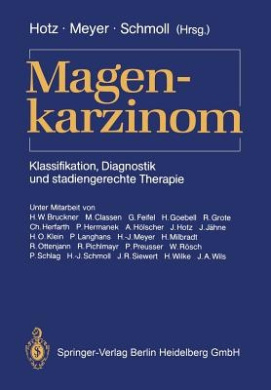 Hotz · Meyer · Schmoll (Hrsg.)
Magen-
karzinom
Klassifikation, Diagnostik
und stadiengerechte Therapie
Unter Mitarbeit von
H. W. Bruckner M. Classen G. Feifel H. Goebell R. Grote
Ch. Herfarth P. Hermanek A. Hölscher J. Hotz J. Jähne
H. O. Klein P. Langhans H.-J. Meyer H. Milbradt
R. Ottenjann R. Pichlmayr P. Preusser W. Rösch
P. Schlag H.-J. Schmoll J. R. Siewert H. Wilke J. A. Wils
Springer-Verlag Berlin Heidelberg GmbH